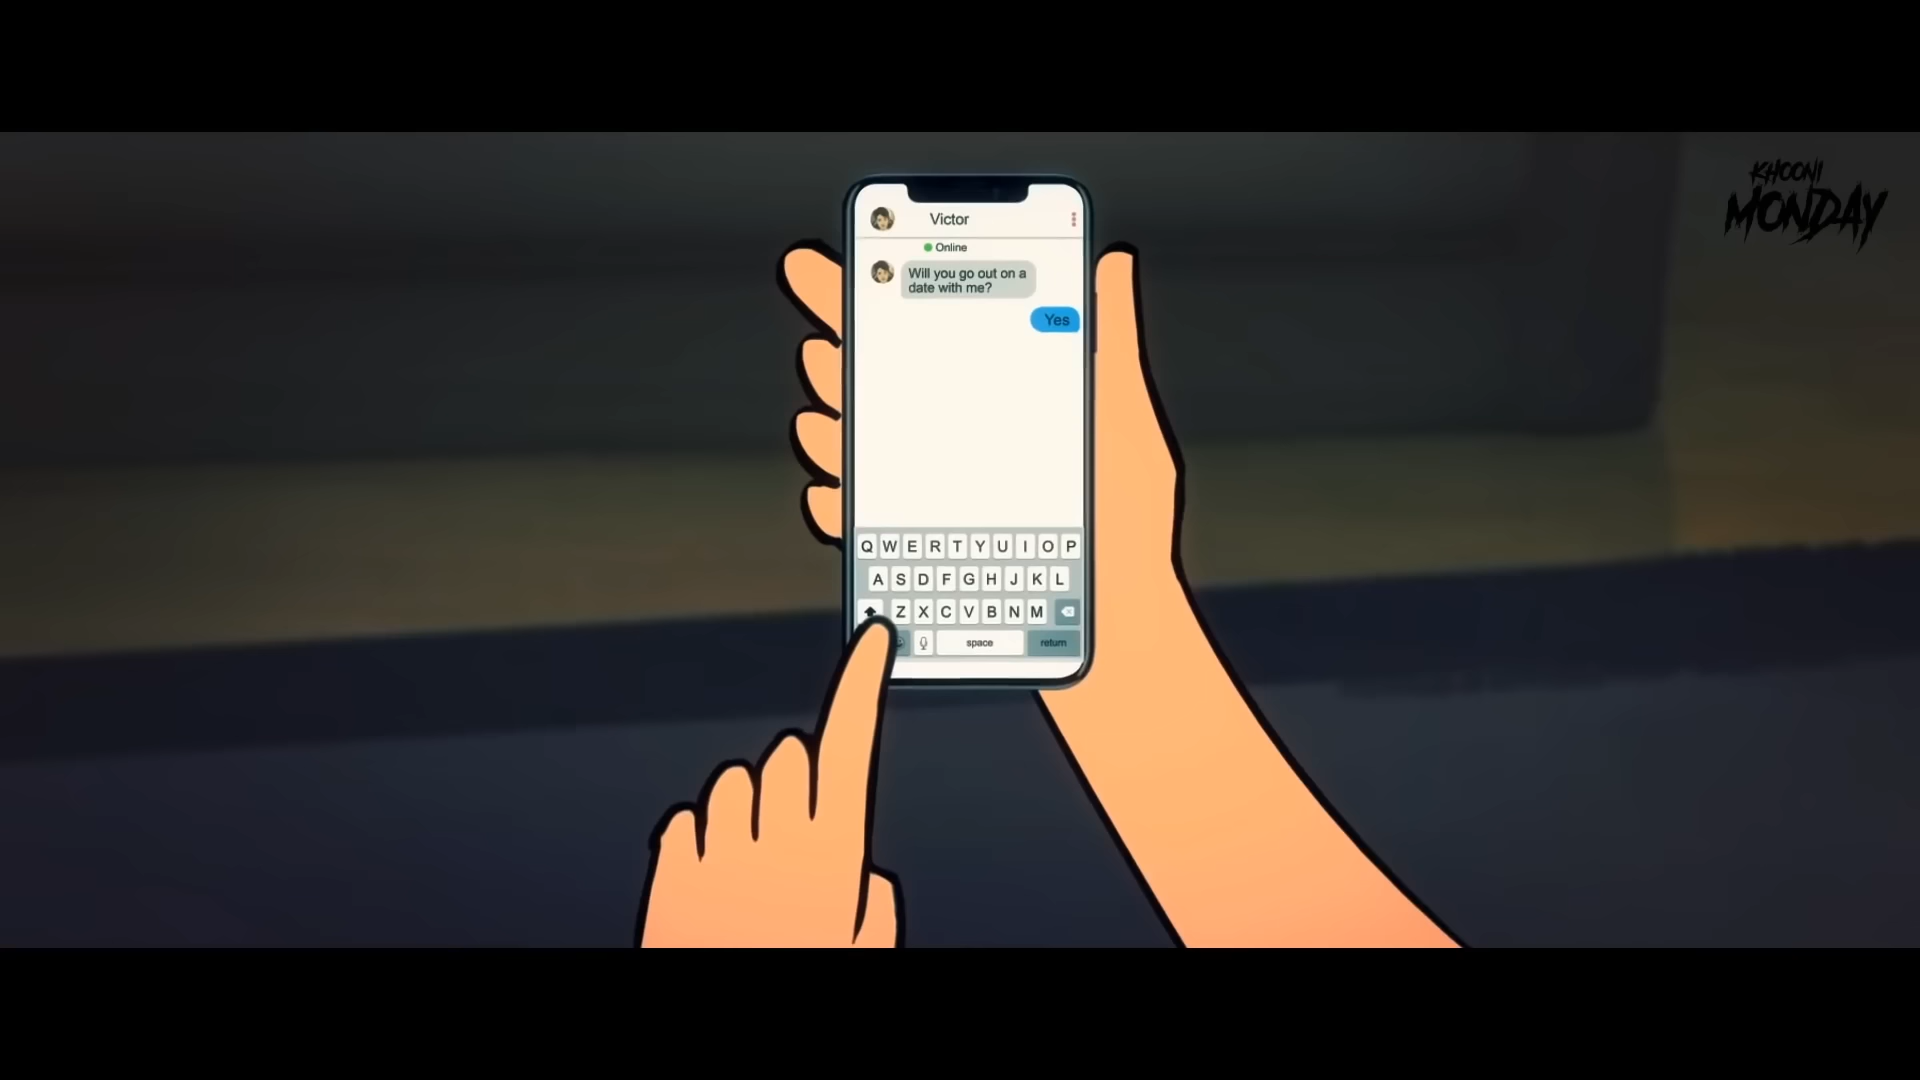 KHOONI
MONDAY
Victor
Online
Will you go out on a
date with me?
Yes
Q W E R T Y U I O P
A S D F G H J K L
Z X C V B N M
space
return